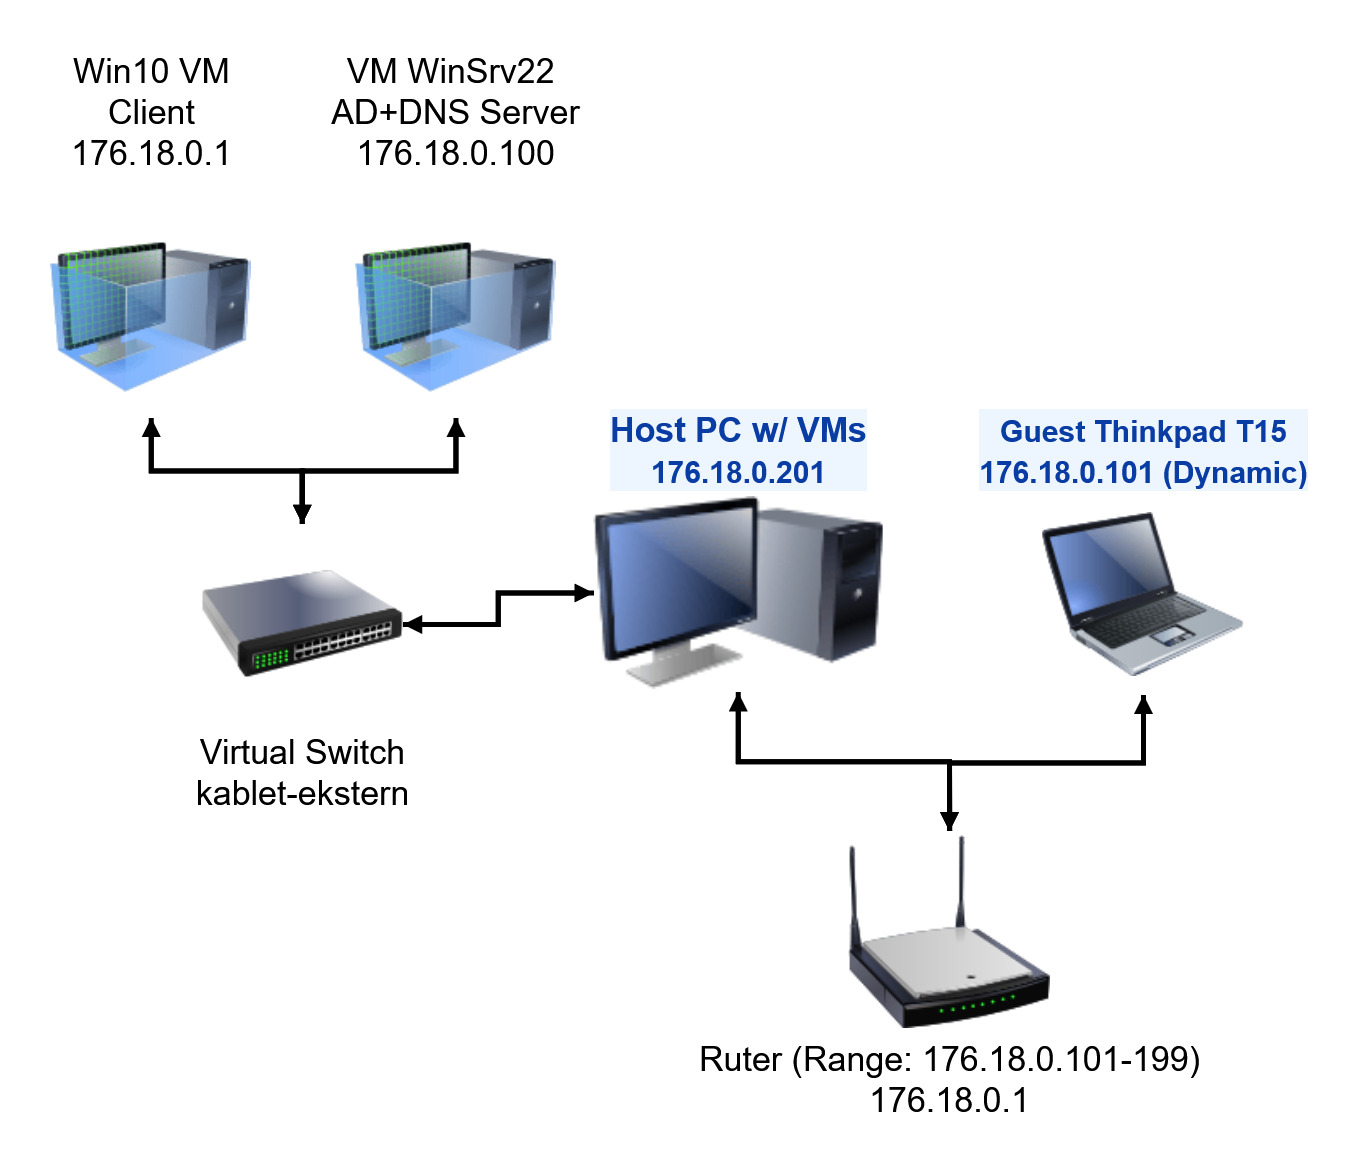 Win10 VM
Client
176.18.0.1
VM WinSrv22
AD+DNS Server
176.18.0.100
Host PC w/ VMs
176.18.0.201
Guest Thinkpad T15
176.18.0.101 (Dynamic)
Virtual Switch
kablet-ekstern
Ruter (Range: 176.18.0.101-199)
176.18.0.1